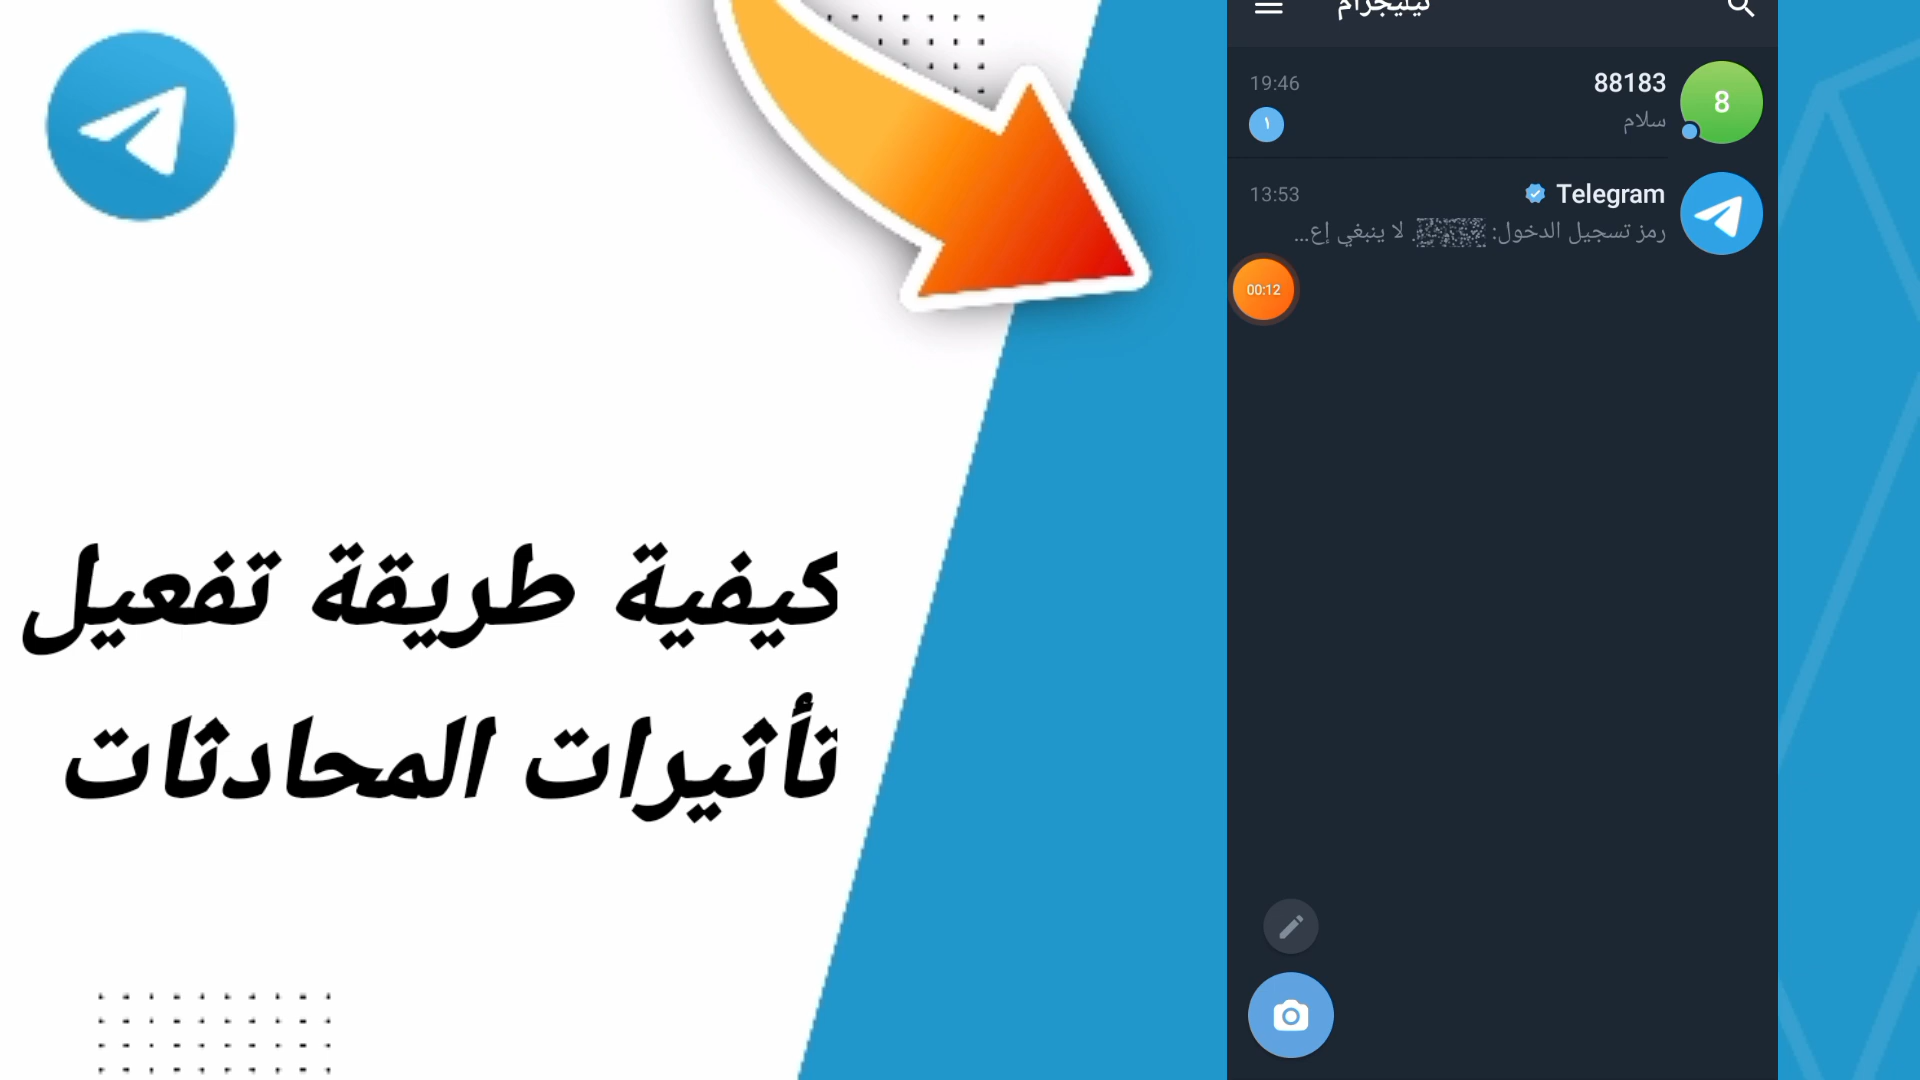 كيفية طريقة تفعيل
تأثيرات المحادثات
تيليجرام
88183
19:46
سلام
١
8
Telegram
13:53
رمز تسجيل الدخول: . لا ينبغي إع...
00:12